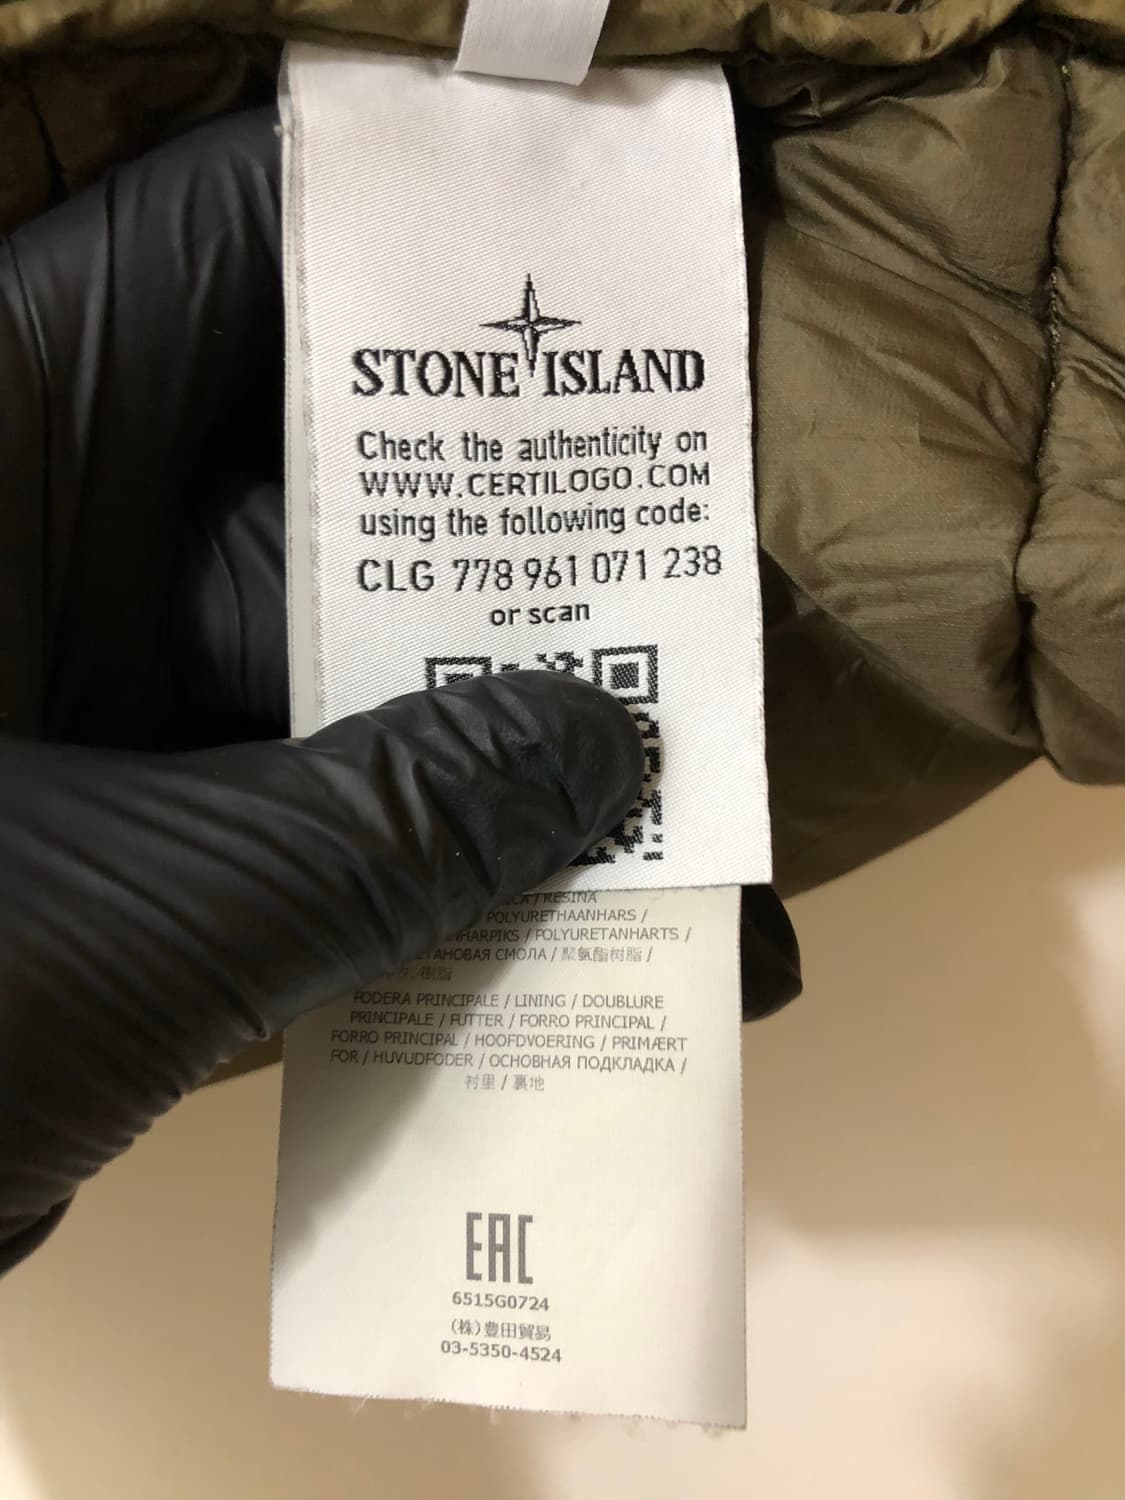 STONE ISLAND
Check the authenticity on
WWW.CERTILOGO.COM
using the following code:
CLG 778 961 071 238
or scan
/ RESINA
POLYURETHAANHARS /
/ POLYURETANHARTS /
СМОЛА / 聚氨酯树脂 /
樹脂
FODERA PRINCIPALE / LINING / DOUBLURE
PRINCIPALE / FUTTER / FORRO PRINCIPAL /
FORRO PRINCIPAL / HOOFDVOERING / PRIMÆRT
FOR / HUVUDFODER / ОСНОВНАЯ ПОДКЛАДКА /
衬里 / 裏地
EAC
6515G0724
(株)豊田貿易
03-5350-4524